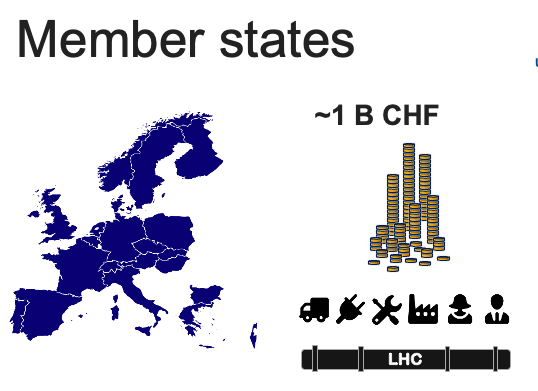 Member states
~1 B CHF
LHC